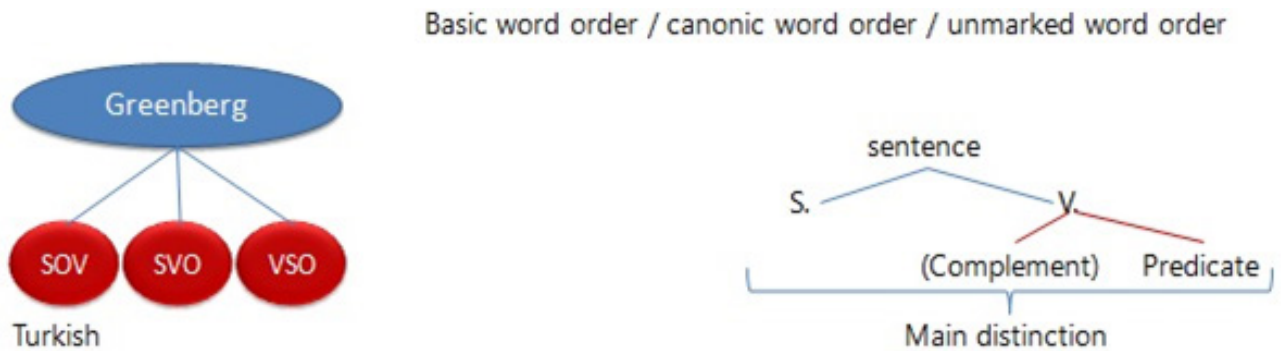 Basic word order / canonic word order / unmarked word order
Greenberg
SOV SVO VSO
Turkish
sentence
S. V.
(Complement) Predicate
Main distinction